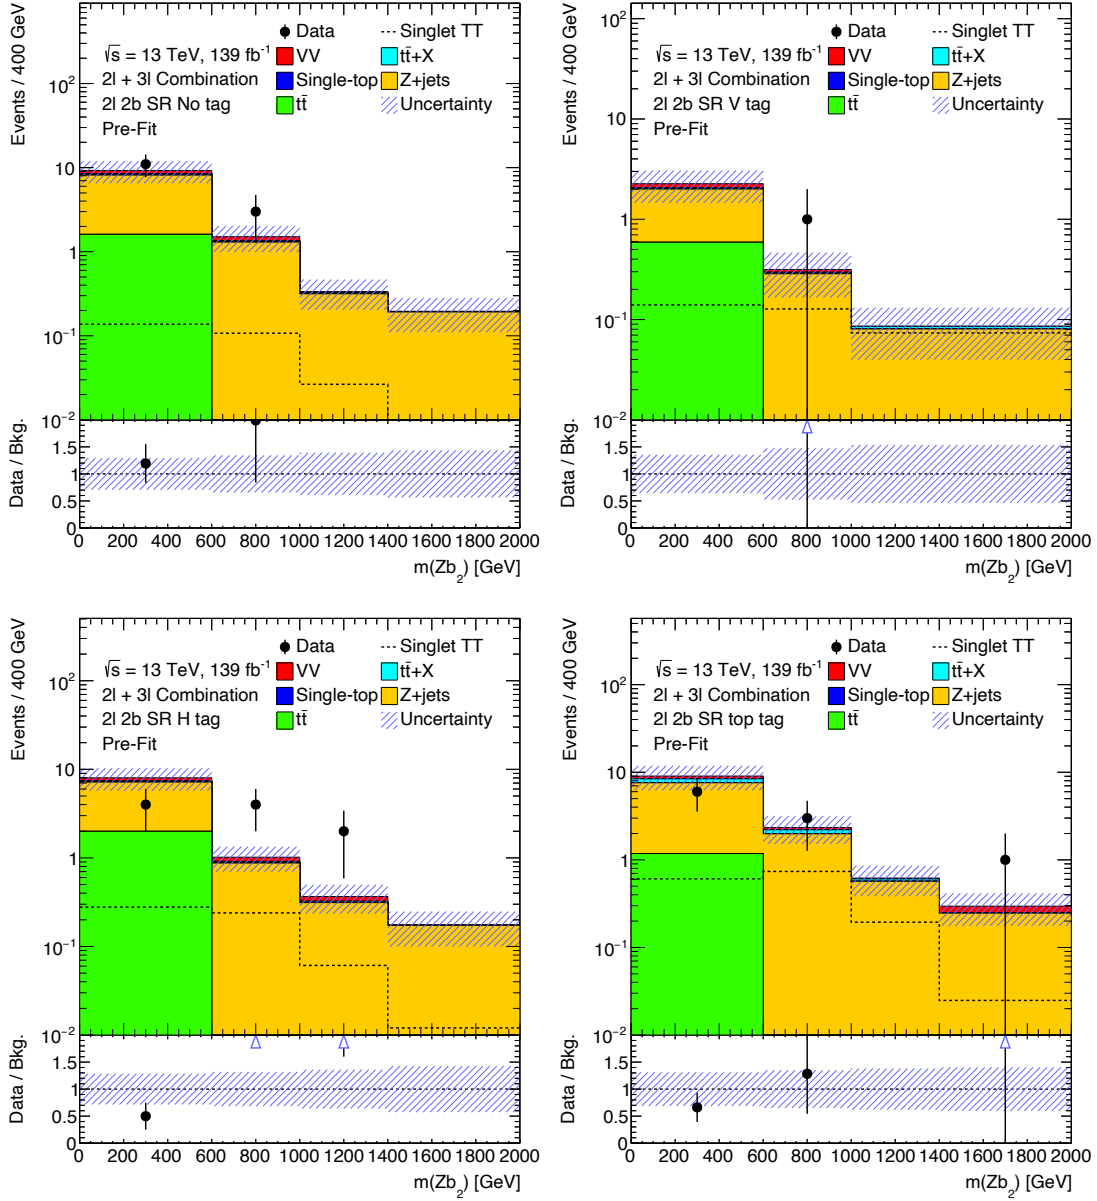 Events / 400 GeV
√s = 13 TeV, 139 fb⁻¹
2l + 3l Combination
2l 2b SR No tag
Pre-Fit
Data
Singlet TT
VV
tt̄+X
Single-top
Z+jets
tt̄
Uncertainty
10²
10
1
10⁻¹
10⁻²
Data / Bkg.
2
1.5
1
0.5
0
0 200 400 600 800 1000 1200 1400 1600 1800 2000
m(Zb₂) [GeV]
Events / 400 GeV
√s = 13 TeV, 139 fb⁻¹
2l + 3l Combination
2l 2b SR V tag
Pre-Fit
Data
Singlet TT
VV
tt̄+X
Single-top
Z+jets
tt̄
Uncertainty
10²
10
1
10⁻¹
10⁻²
Data / Bkg.
2
1.5
1
0.5
0
0 200 400 600 800 1000 1200 1400 1600 1800 2000
m(Zb₂) [GeV]
Events / 400 GeV
√s = 13 TeV, 139 fb⁻¹
2l + 3l Combination
2l 2b SR H tag
Pre-Fit
Data
Singlet TT
VV
tt̄+X
Single-top
Z+jets
tt̄
Uncertainty
10²
10
1
10⁻¹
10⁻²
Data / Bkg.
2
1.5
1
0.5
0
0 200 400 600 800 1000 1200 1400 1600 1800 2000
m(Zb₂) [GeV]
Events / 400 GeV
√s = 13 TeV, 139 fb⁻¹
2l + 3l Combination
2l 2b SR top tag
Pre-Fit
Data
Singlet TT
VV
tt̄+X
Single-top
Z+jets
tt̄
Uncertainty
10²
10
1
10⁻¹
10⁻²
Data / Bkg.
2
1.5
1
0.5
0
0 200 400 600 800 1000 1200 1400 1600 1800 2000
m(Zb₂) [GeV]